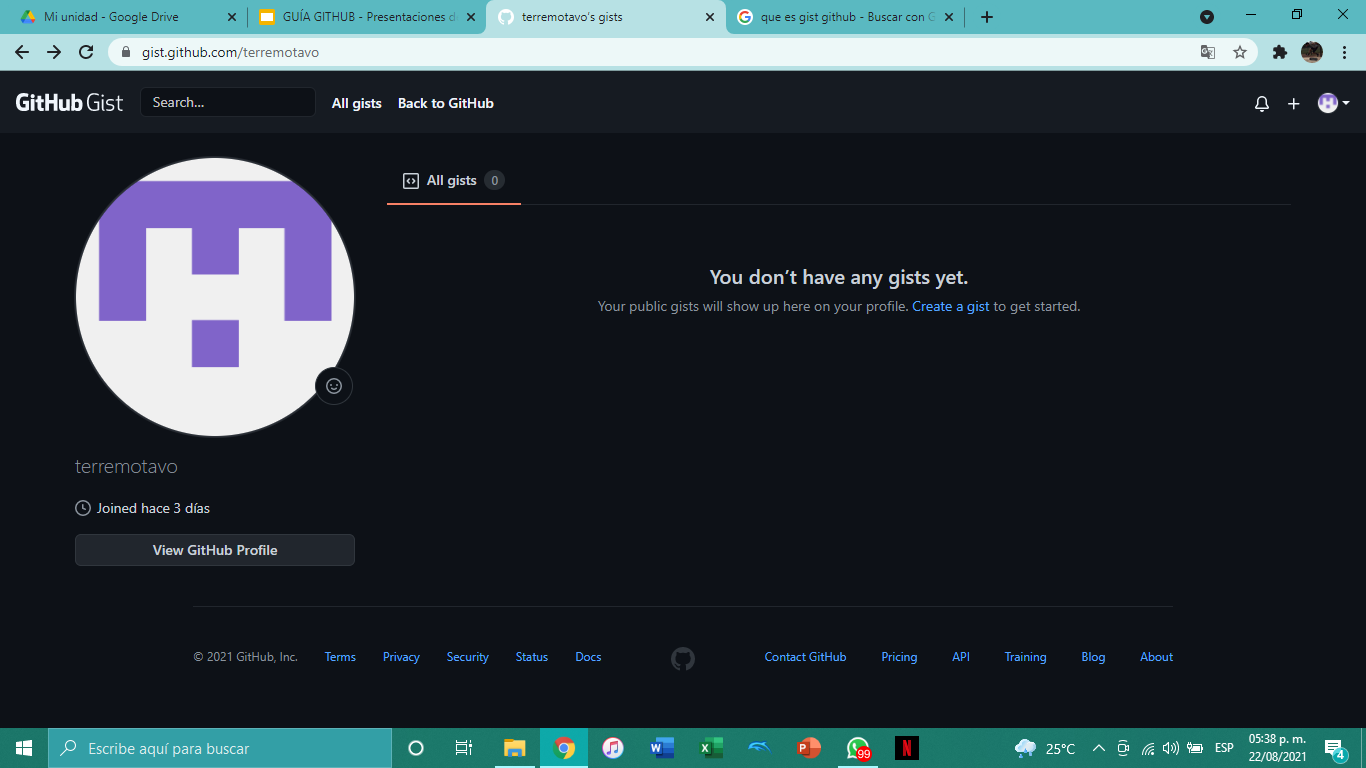 Mi unidad - Google Drive
GUÍA GITHUB - Presentaciones d
terremotavo's gists
que es gist github - Buscar con G
gist.github.com/terremotavo
GitHub Gist
Search...
All gists
Back to GitHub
All gists 0
You don't have any gists yet.
Your public gists will show up here on your profile. Create a gist to get started.
terremotavo
Joined hace 3 días
View GitHub Profile
© 2021 GitHub, Inc.
Terms
Privacy
Security
Status
Docs
Contact GitHub
Pricing
API
Training
Blog
About
Escribe aquí para buscar
W
X
P
99
N
25°C
ESP
05:38 p. m.
22/08/2021
4